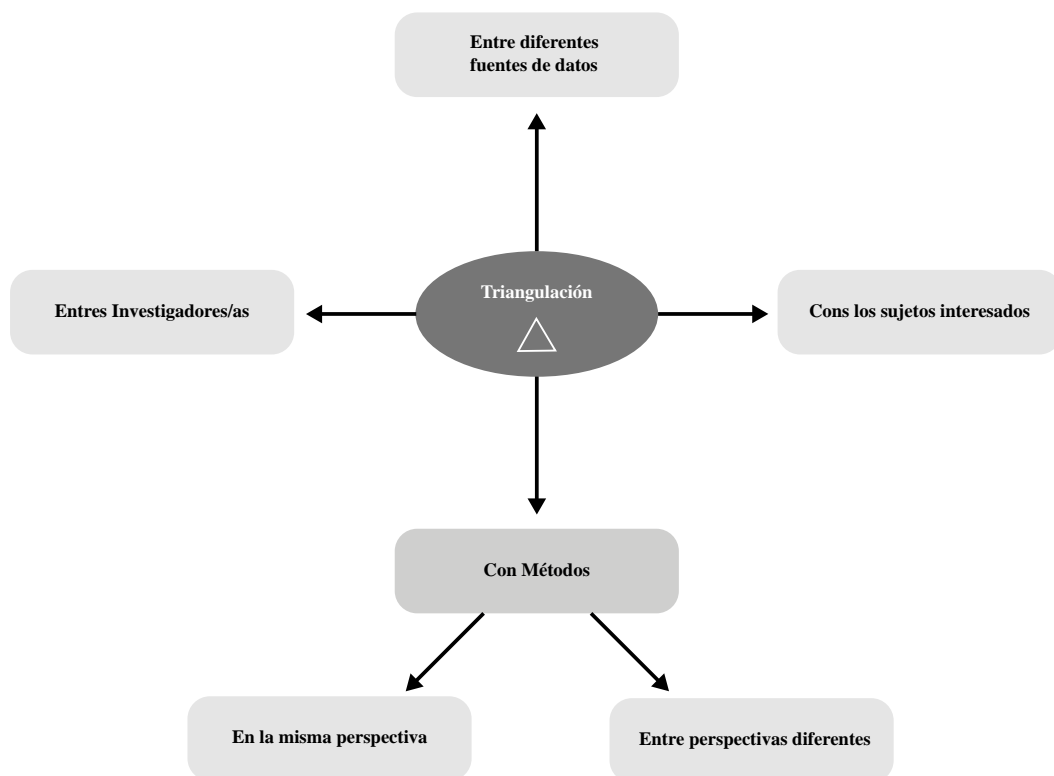 Entre diferentes
fuentes de datos
Triangulación
Entres Investigadores/as
Cons los sujetos interesados
Con Métodos
En la misma perspectiva
Entre perspectivas diferentes